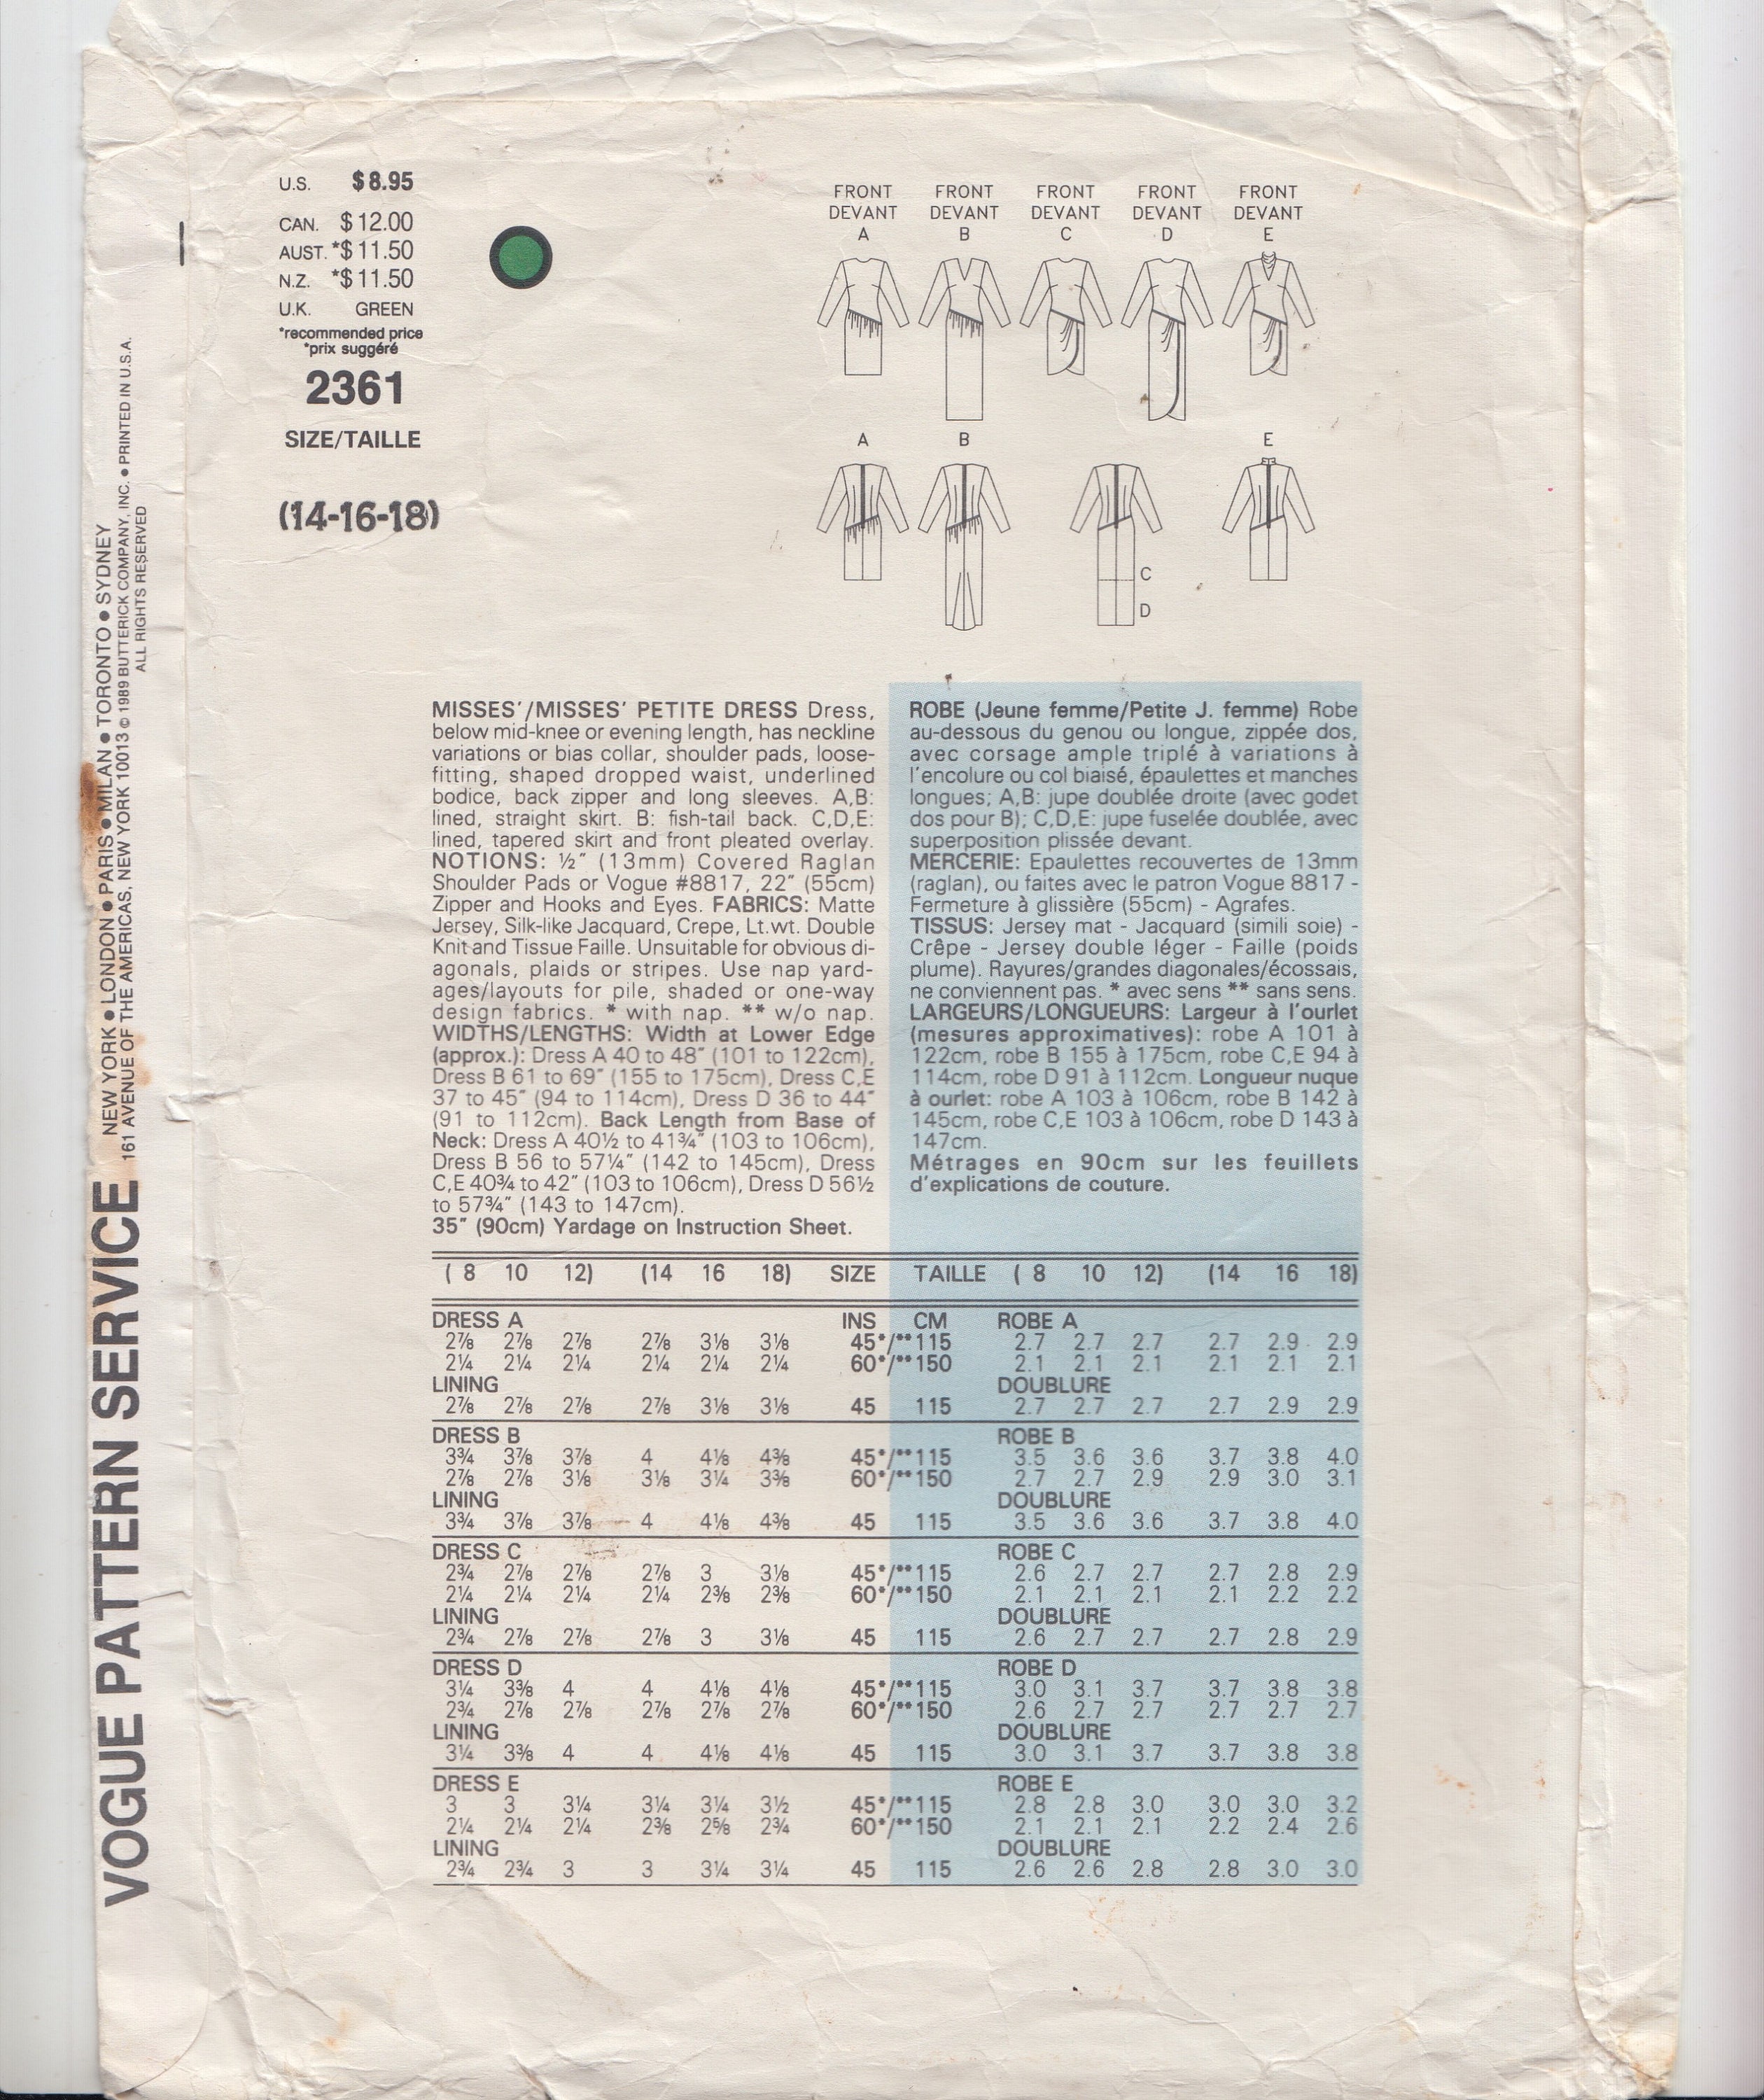 U.S. $8.95
CAN. $12.00
AUST. *$11.50
N.Z. *$11.50
U.K. GREEN
*recommended price
*prix suggéré
2361
SIZE/TAILLE
(14-16-18)
FRONT FRONT FRONT FRONT FRONT
DEVANT DEVANT DEVANT DEVANT DEVANT
A B C D E
A B E
C
D
VOGUE PATTERN SERVICE
NEW YORK ● LONDON ● PARIS ● MILAN ● TORONTO ● SYDNEY
161 AVENUE OF THE AMERICAS, NEW YORK 10013 © 1989 BUTTERICK COMPANY, INC. ● PRINTED IN U.S.A.
ALL RIGHTS RESERVED
MISSES'/MISSES' PETITE DRESS Dress,
below mid-knee or evening length, has neckline
variations or bias collar, shoulder pads, loose-
fitting, shaped dropped waist, underlined
bodice, back zipper and long sleeves. A,B:
lined, straight skirt. B: fish-tail back. C,D,E:
lined, tapered skirt and front pleated overlay.
NOTIONS: ½" (13mm) Covered Raglan
Shoulder Pads or Vogue #8817, 22" (55cm)
Zipper and Hooks and Eyes. FABRICS: Matte
Jersey, Silk-like Jacquard, Crepe, Lt.wt. Double
Knit and Tissue Faille. Unsuitable for obvious di-
agonals, plaids or stripes. Use nap yard-
ages/layouts for pile, shaded or one-way
design fabrics. * with nap. ** w/o nap.
WIDTHS/LENGTHS: Width at Lower Edge
(approx.): Dress A 40 to 48" (101 to 122cm),
Dress B 61 to 69" (155 to 175cm), Dress C,E
37 to 45" (94 to 114cm), Dress D 36 to 44"
(91 to 112cm). Back Length from Base of
Neck: Dress A 40½ to 41¾" (103 to 106cm),
Dress B 56 to 57¼" (142 to 145cm), Dress
C,E 40¾ to 42" (103 to 106cm), Dress D 56½
to 57¾" (143 to 147cm).
35" (90cm) Yardage on Instruction Sheet.
ROBE (Jeune femme/Petite J. femme) Robe
au-dessous du genou ou longue, zippée dos,
avec corsage ample triplé à variations à
l'encolure ou col biaisé, épaulettes et manches
longues; A,B: jupe doublée droite (avec godet
dos pour B); C,D,E: jupe fuselée doublée, avec
superposition plissée devant.
MERCERIE: Epaulettes recouvertes de 13mm
(raglan), ou faites avec le patron Vogue 8817 -
Fermeture à glissière (55cm) - Agrafes.
TISSUS: Jersey mat - Jacquard (simili soie) -
Crêpe - Jersey double léger - Faille (poids
plume). Rayures/grandes diagonales/écossais,
ne conviennent pas. * avec sens ** sans sens.
LARGEURS/LONGUEURS: Largeur à l'ourlet
(mesures approximatives): robe A 101 à
122cm, robe B 155 à 175cm, robe C,E 94 à
114cm, robe D 91 à 112cm. Longueur nuque
à ourlet: robe A 103 à 106cm, robe B 142 à
145cm, robe C,E 103 à 106cm, robe D 143 à
147cm.
Métrages en 90cm sur les feuillets
d'explications de couture.
( 8 10 12) (14 16 18) SIZE TAILLE ( 8 10 12) (14 16 18)
DRESS A INS CM ROBE A
2⅞ 2⅞ 2⅞ 2⅞ 3⅛ 3⅛ 45*/**115 2.7 2.7 2.7 2.7 2.9 2.9
2¼ 2¼ 2¼ 2¼ 2¼ 2¼ 60*/**150 2.1 2.1 2.1 2.1 2.1 2.1
LINING DOUBLURE
2⅞ 2⅞ 2⅞ 2⅞ 3⅛ 3⅛ 45 115 2.7 2.7 2.7 2.7 2.9 2.9
DRESS B ROBE B
3¾ 3⅞ 3⅞ 4 4⅛ 4⅜ 45*/**115 3.5 3.6 3.6 3.7 3.8 4.0
2⅞ 2⅞ 3⅛ 3⅛ 3¼ 3⅜ 60*/**150 2.7 2.7 2.9 2.9 3.0 3.1
LINING DOUBLURE
3¾ 3⅞ 3⅞ 4 4⅛ 4⅜ 45 115 3.5 3.6 3.6 3.7 3.8 4.0
DRESS C ROBE C
2¾ 2⅞ 2⅞ 2⅞ 3 3⅛ 45*/**115 2.6 2.7 2.7 2.7 2.8 2.9
2¼ 2¼ 2¼ 2¼ 2⅜ 2⅜ 60*/**150 2.1 2.1 2.1 2.1 2.2 2.2
LINING DOUBLURE
2¾ 2⅞ 2⅞ 2⅞ 3 3⅛ 45 115 2.6 2.7 2.7 2.7 2.8 2.9
DRESS D ROBE D
3¼ 3⅜ 4 4 4⅛ 4⅛ 45*/**115 3.0 3.1 3.7 3.7 3.8 3.8
2¾ 2⅞ 2⅞ 2⅞ 2⅞ 2⅞ 60*/**150 2.6 2.7 2.7 2.7 2.7 2.7
LINING DOUBLURE
3¼ 3⅜ 4 4 4⅛ 4⅛ 45 115 3.0 3.1 3.7 3.7 3.8 3.8
DRESS E ROBE E
3 3 3¼ 3¼ 3¼ 3½ 45*/**115 2.8 2.8 3.0 3.0 3.0 3.2
2¼ 2¼ 2¼ 2⅜ 2⅝ 2¾ 60*/**150 2.1 2.1 2.1 2.2 2.4 2.6
LINING DOUBLURE
2¾ 2¾ 3 3 3¼ 3¼ 45 115 2.6 2.6 2.8 2.8 3.0 3.0